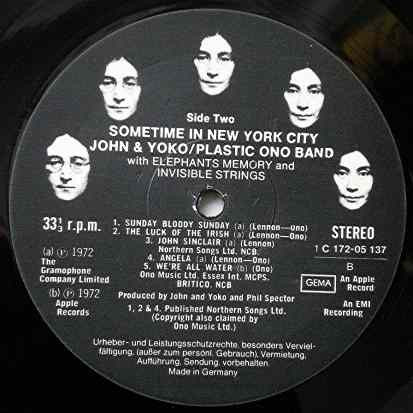 Side Two
SOMETIME IN NEW YORK CITY
JOHN & YOKO/PLASTIC ONO BAND
with ELEPHANTS MEMORY and
INVISIBLE STRINGS
33⅓ r.p.m.
STEREO
1 C 172-05 137
1. SUNDAY BLOODY SUNDAY (a) (Lennon—Ono)
2. THE LUCK OF THE IRISH (a) (Lennon—Ono)
3. JOHN SINCLAIR (a) (Lennon)
Northern Songs Ltd. NCB
4. ANGELA (a) (Lennon—Ono)
5. WE'RE ALL WATER (b) (Ono)
Ono Music Ltd. Essex Int. MCPS.
BRITICO. NCB
(a) ℗ 1972
The
Gramophone
Company Limited
(b) ℗ 1972
Apple
Records
GEMA
B
An Apple
Record
An EMI
Recording
Produced by John and Yoko and Phil Spector
1, 2 & 4. Published Northern Songs Ltd.
(Copyright also claimed by
Ono Music Ltd.)
Urheber- und Leistungsschutzrechte, besonders Verviel-
fältigung, (außer zum persönl. Gebrauch), Vermietung,
Aufführung, Sendung, vorbehalten.
Made in Germany